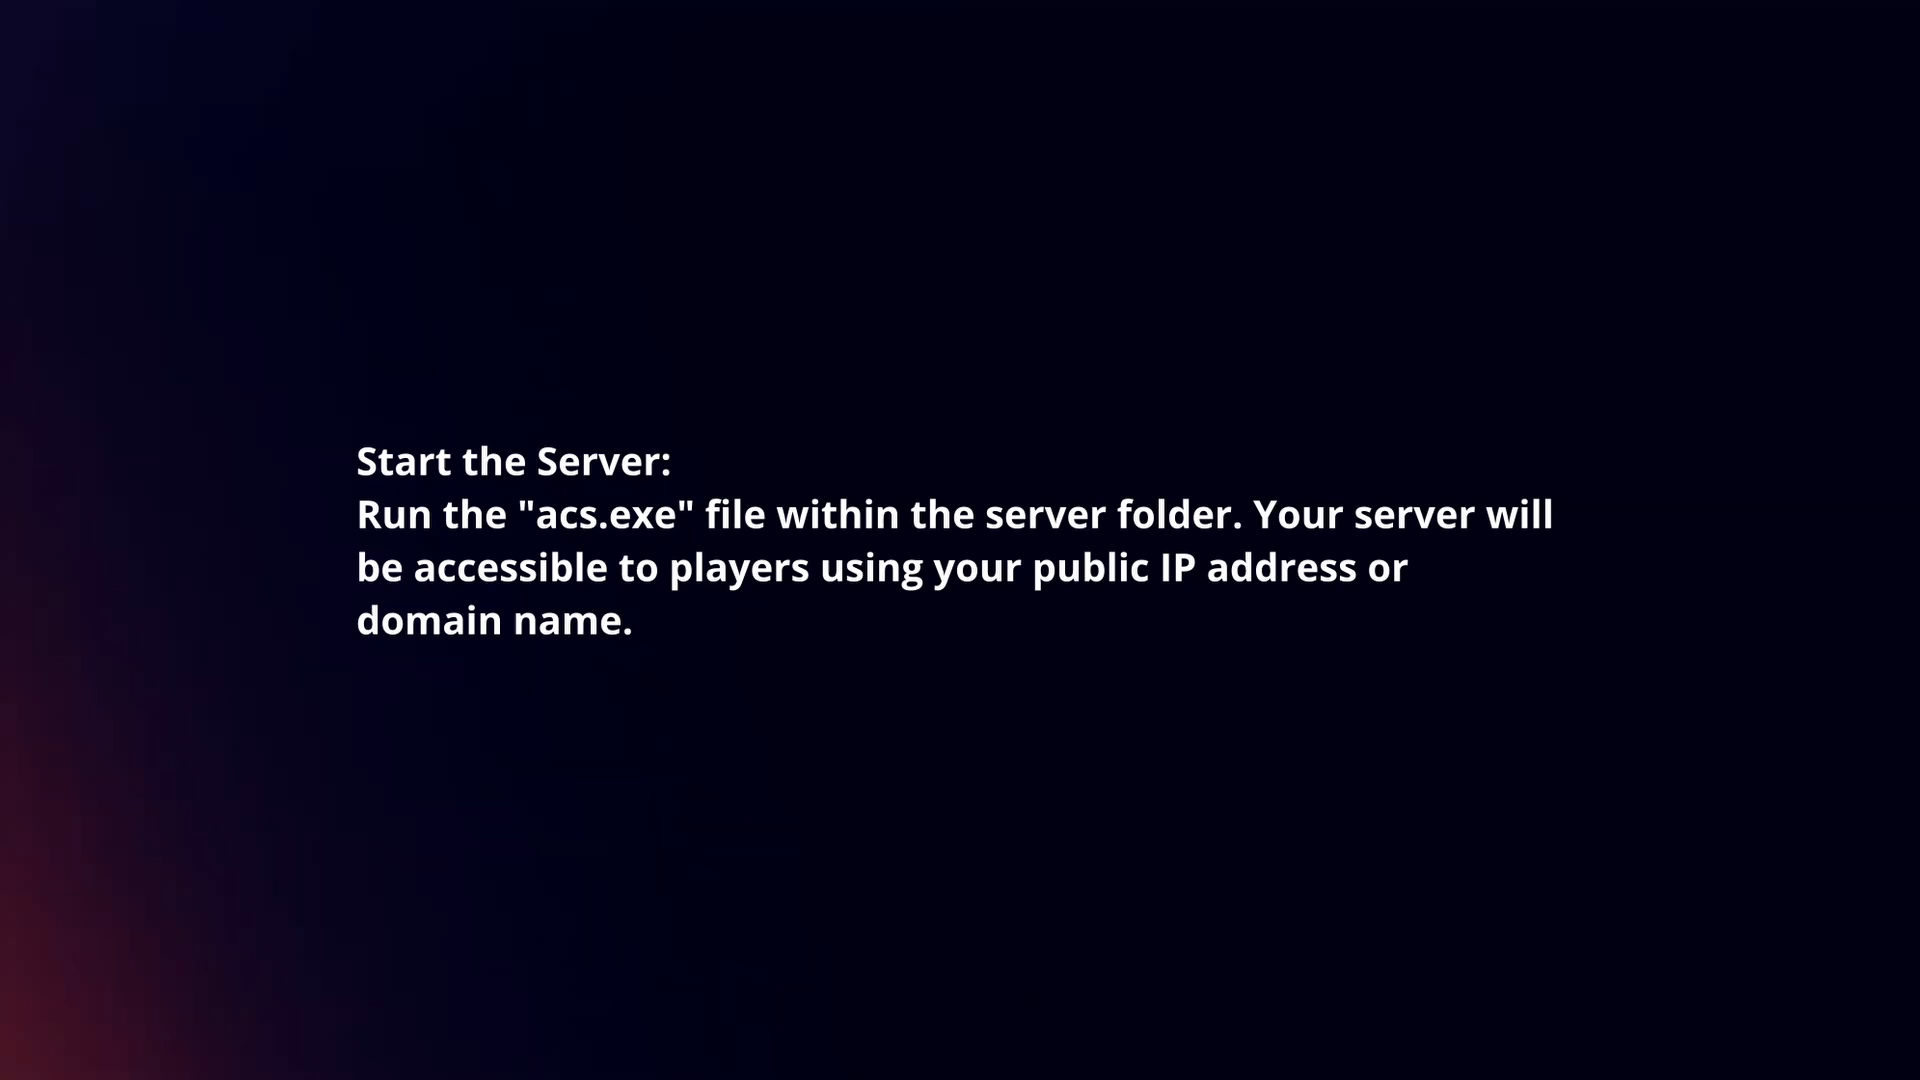 Start the Server:
Run the "acs.exe" file within the server folder. Your server will
be accessible to players using your public IP address or
domain name.